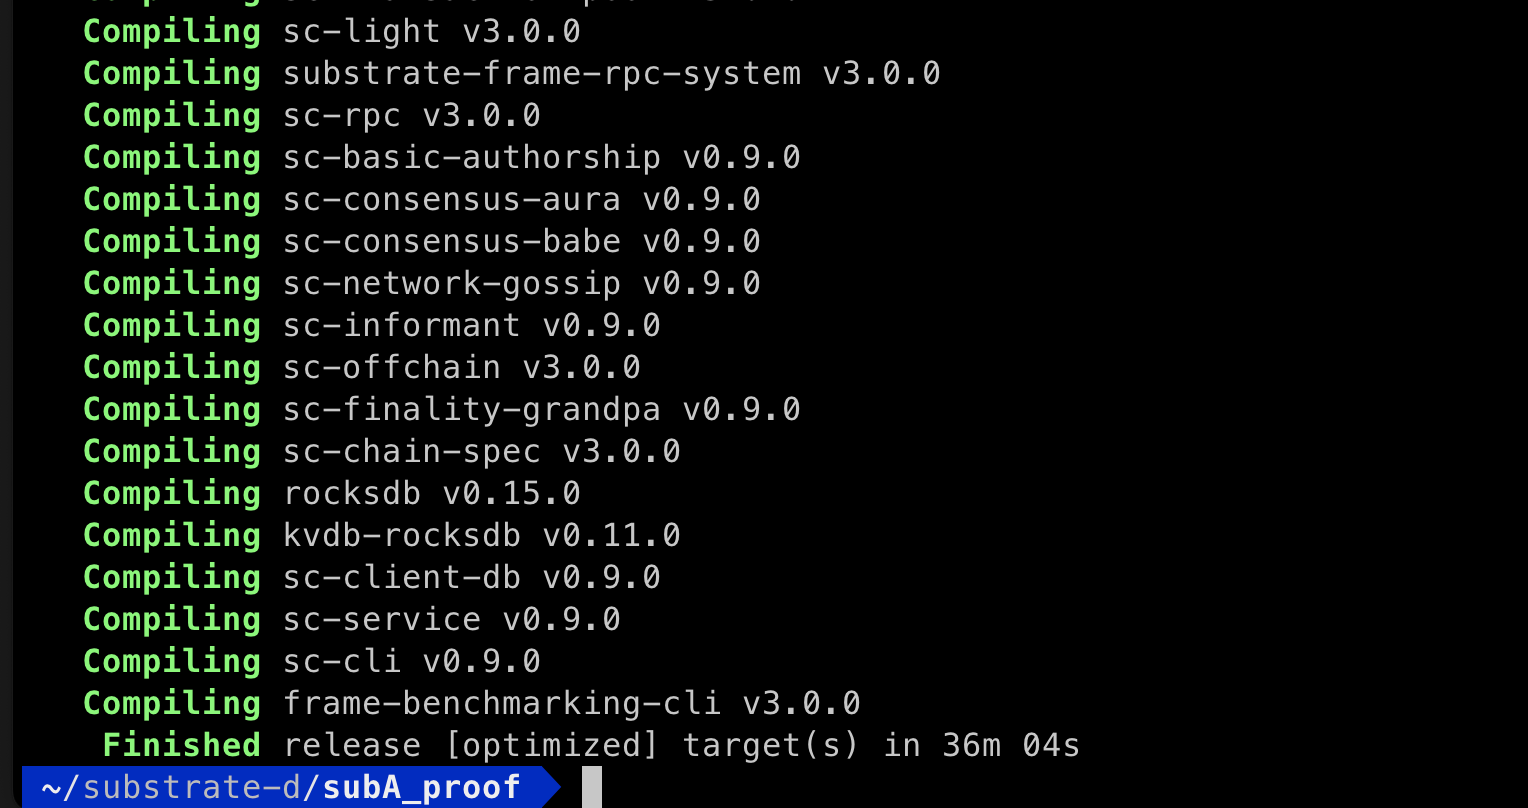 Compiling sc-light v3.0.0
Compiling substrate-frame-rpc-system v3.0.0
Compiling sc-rpc v3.0.0
Compiling sc-basic-authorship v0.9.0
Compiling sc-consensus-aura v0.9.0
Compiling sc-consensus-babe v0.9.0
Compiling sc-network-gossip v0.9.0
Compiling sc-informant v0.9.0
Compiling sc-offchain v3.0.0
Compiling sc-finality-grandpa v0.9.0
Compiling sc-chain-spec v3.0.0
Compiling rocksdb v0.15.0
Compiling kvdb-rocksdb v0.11.0
Compiling sc-client-db v0.9.0
Compiling sc-service v0.9.0
Compiling sc-cli v0.9.0
Compiling frame-benchmarking-cli v3.0.0
Finished release [optimized] target(s) in 36m 04s
~/substrate-d/subA_proof